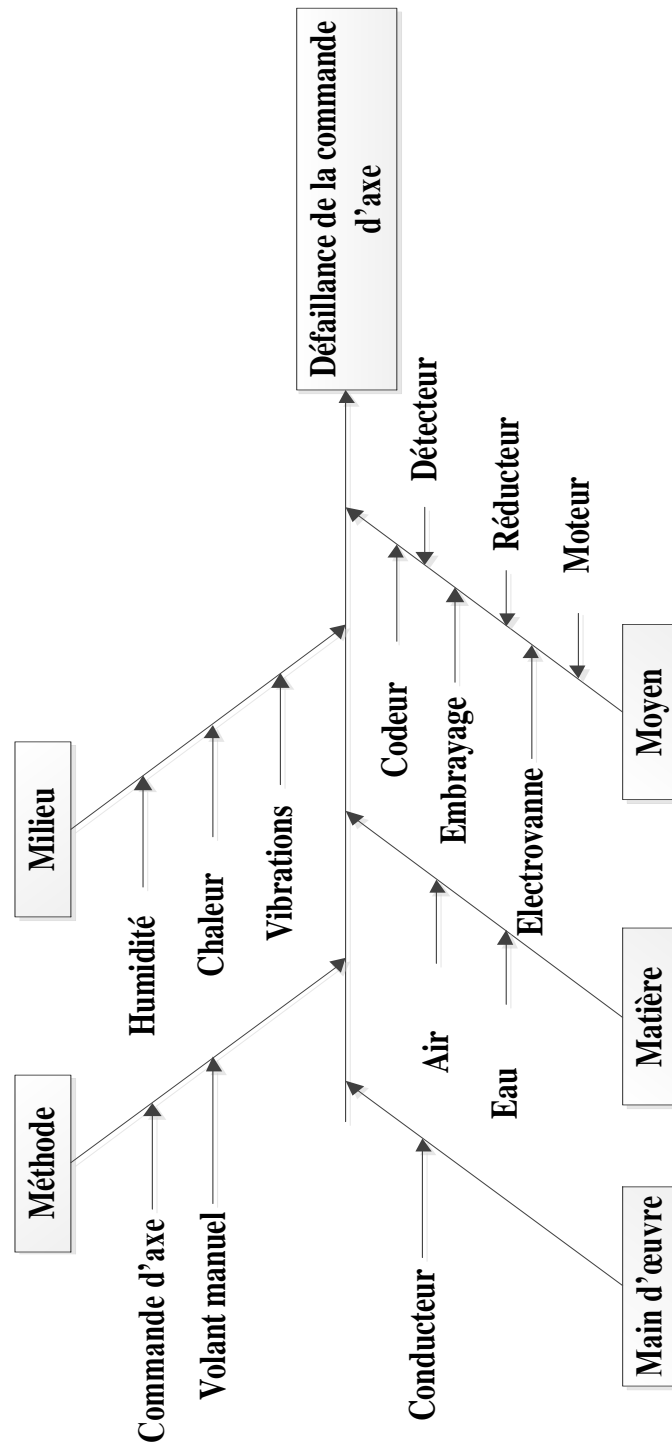 Méthode
Milieu
Commande d'axe
Humidité
Volant manuel
Chaleur
Vibrations
Défaillance de la commande
d'axe
Conducteur
Air
Codeur
Détecteur
Eau
Embrayage
Réducteur
Electrovanne
Moteur
Main d'œuvre
Matière
Moyen